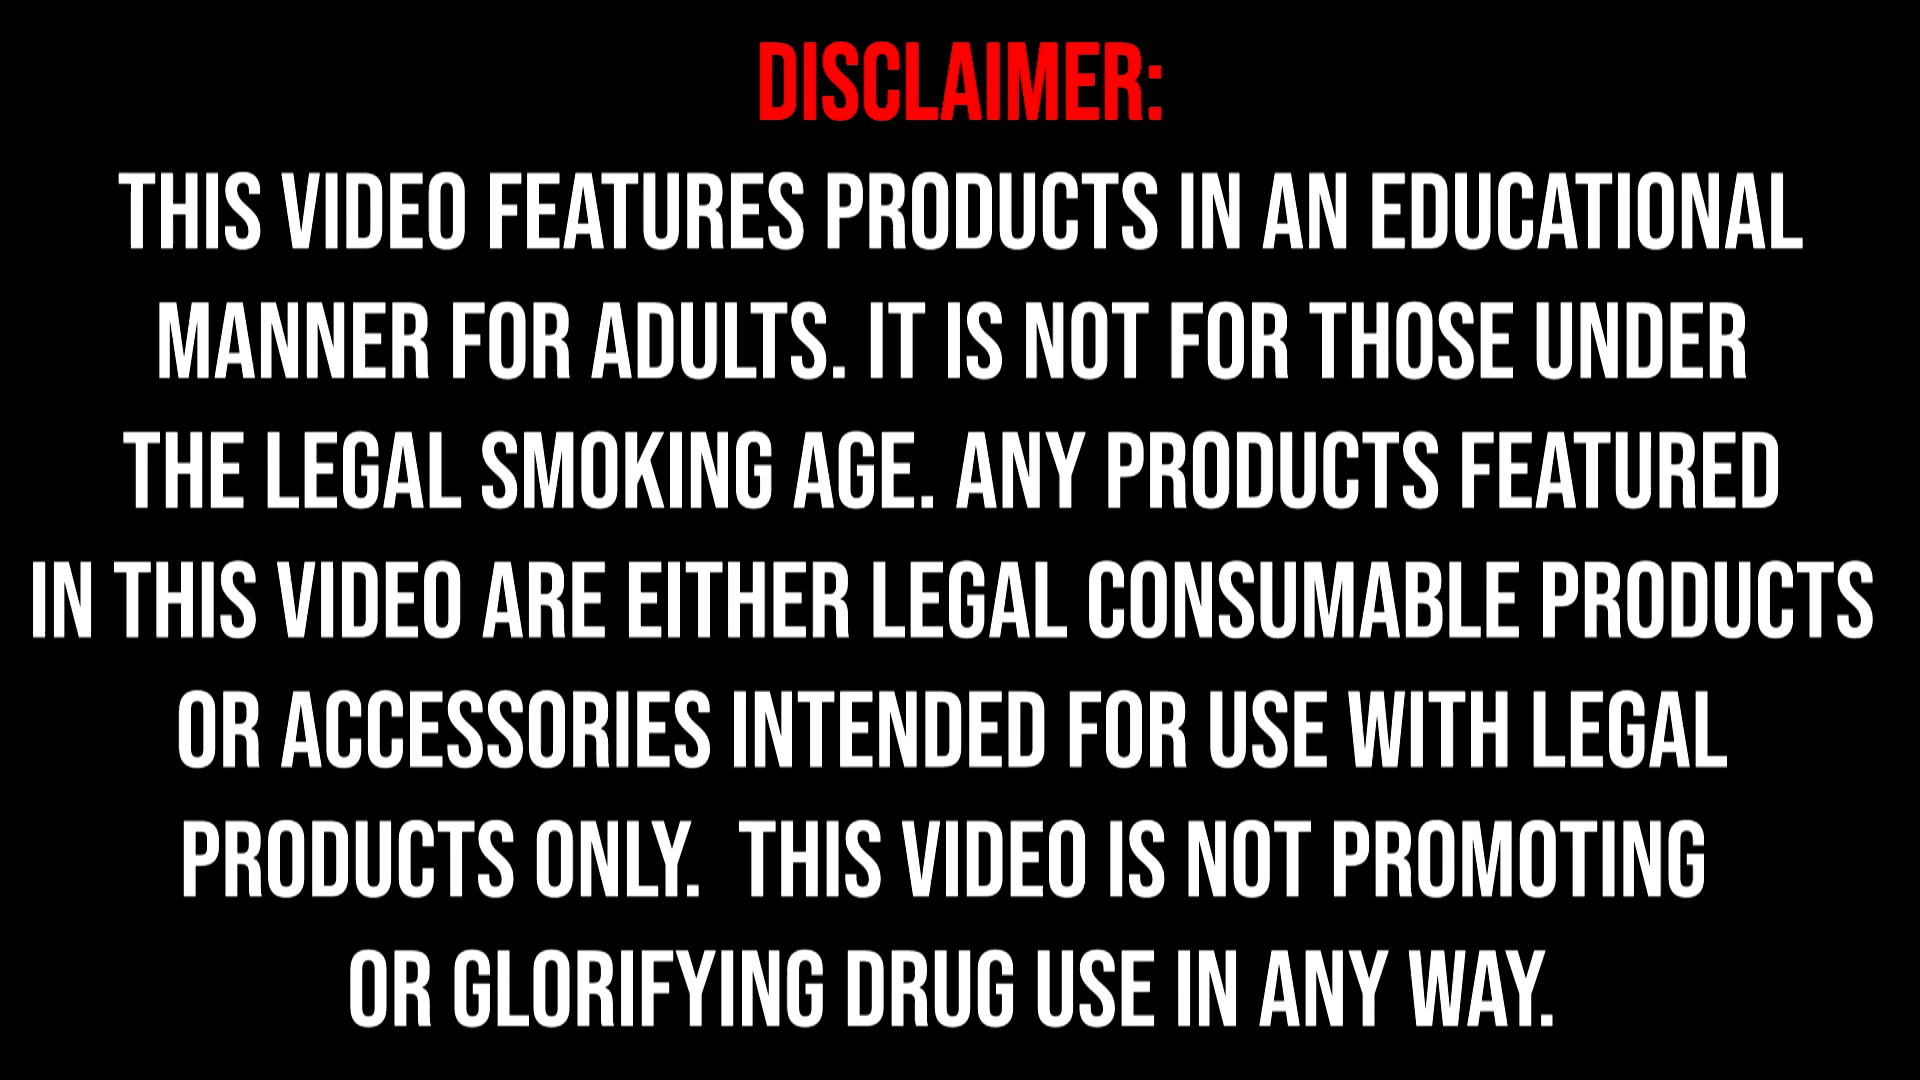 DISCLAIMER:
THIS VIDEO FEATURES PRODUCTS IN AN EDUCATIONAL
MANNER FOR ADULTS. IT IS NOT FOR THOSE UNDER
THE LEGAL SMOKING AGE. ANY PRODUCTS FEATURED
IN THIS VIDEO ARE EITHER LEGAL CONSUMABLE PRODUCTS
OR ACCESSORIES INTENDED FOR USE WITH LEGAL
PRODUCTS ONLY.  THIS VIDEO IS NOT PROMOTING
OR GLORIFYING DRUG USE IN ANY WAY.